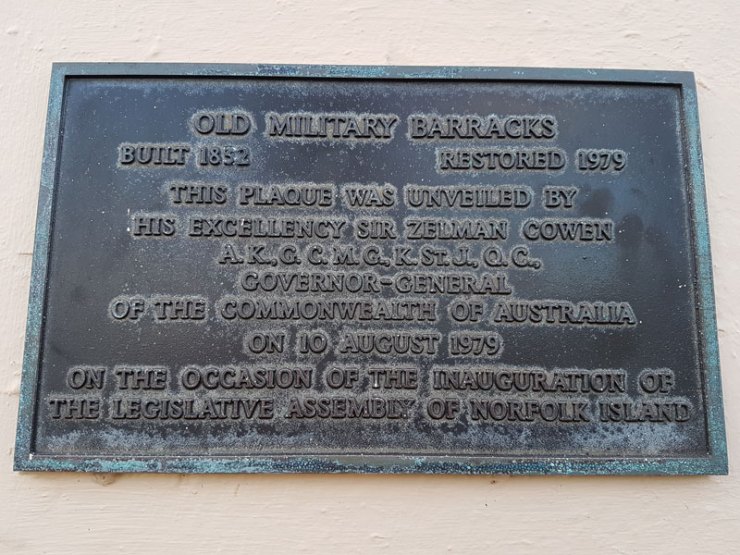 OLD MILITARY BARRACKS
BUILT 1852 RESTORED 1979
THIS PLAQUE WAS UNVEILED BY
HIS EXCELLENCY SIR ZELMAN COWEN
A.K., G.C.M.G., K.ST.J., Q.C.,
GOVERNOR-GENERAL
OF THE COMMONWEALTH OF AUSTRALIA
ON 10 AUGUST 1979
ON THE OCCASION OF THE INAUGURATION OF
THE LEGISLATIVE ASSEMBLY OF NORFOLK ISLAND